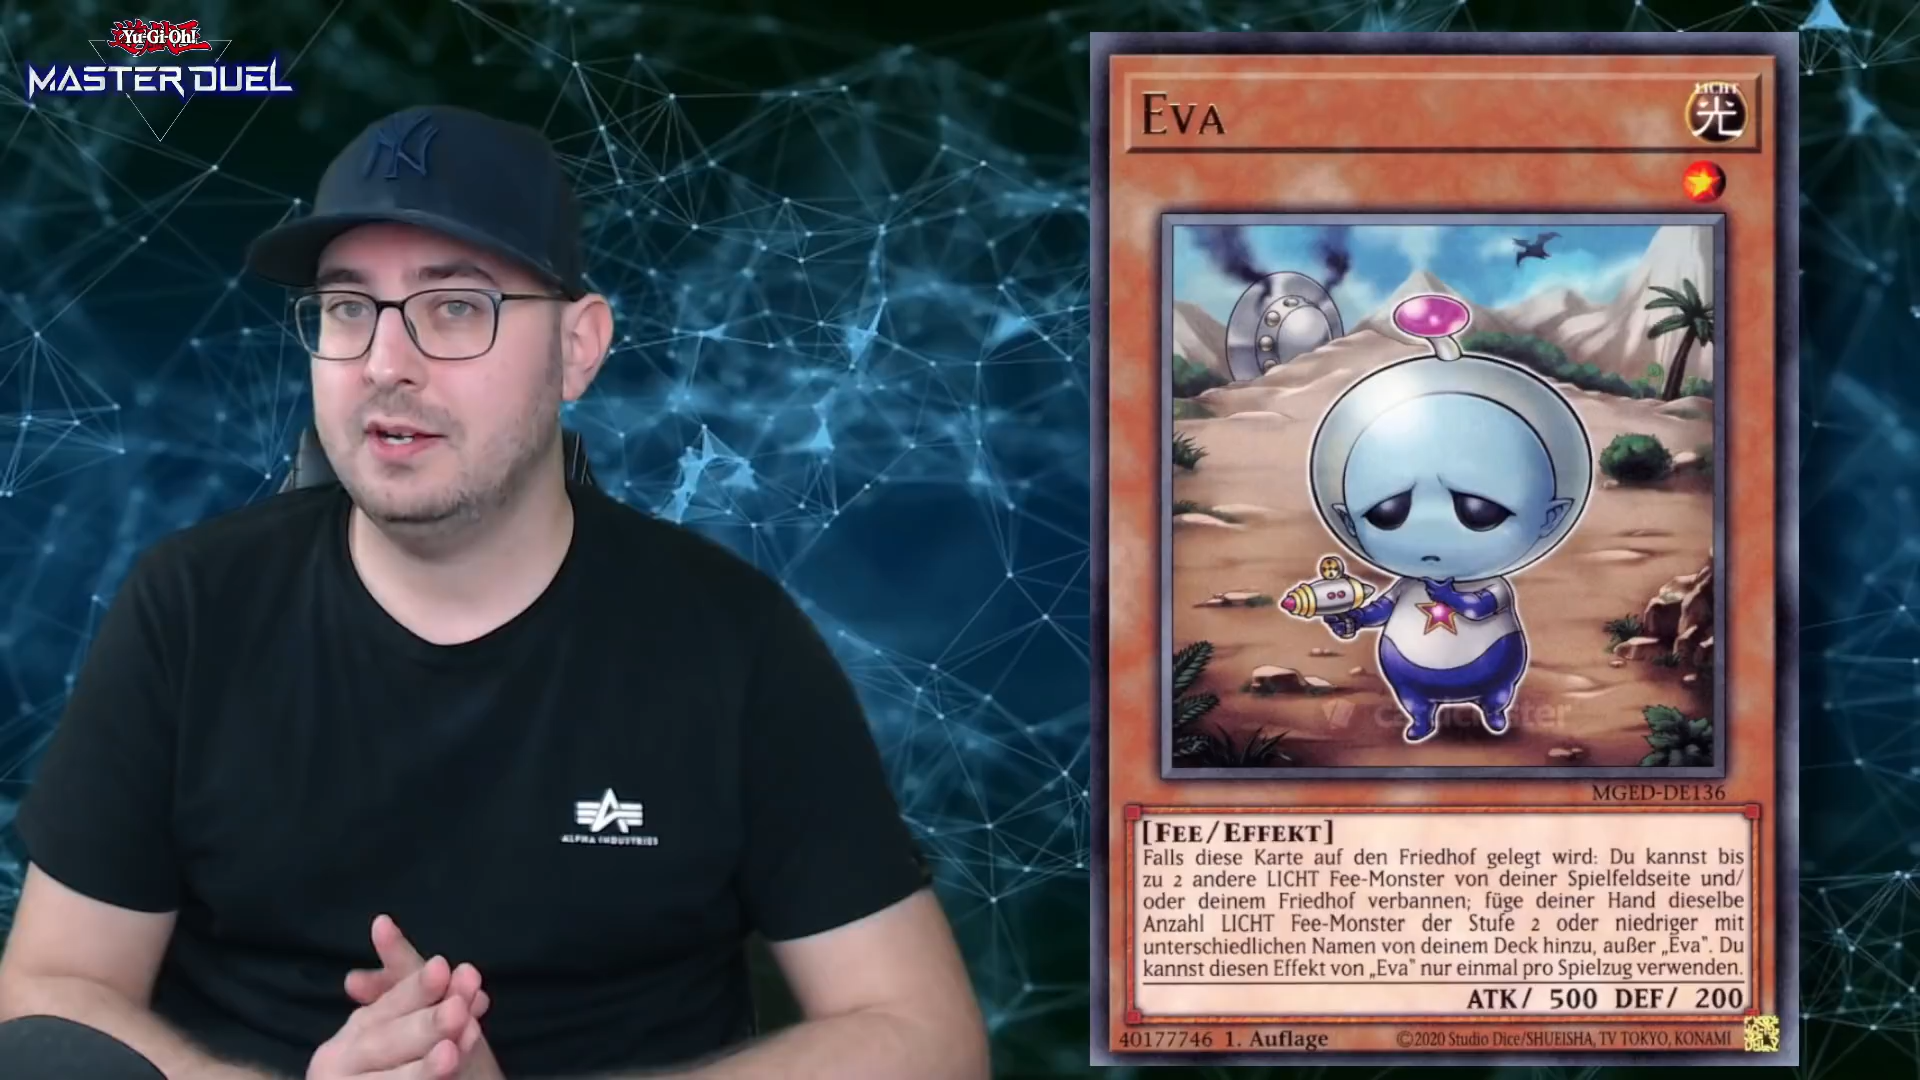 Yu-Gi-Oh!
MASTER DUEL
NY
ALPHA INDUSTRIES
EVA
LICHT
光
MGED-DE136
[FEE/EFFEKT]
Falls diese Karte auf den Friedhof gelegt wird: Du kannst bis
zu 2 andere LICHT Fee-Monster von deiner Spielfeldseite und/
oder deinem Friedhof verbannen; füge deiner Hand dieselbe
Anzahl LICHT Fee-Monster der Stufe 2 oder niedriger mit
unterschiedlichen Namen von deinem Deck hinzu, außer „Eva“. Du
kannst diesen Effekt von „Eva“ nur einmal pro Spielzug verwenden.
ATK/ 500 DEF/ 200
40177746 1. Auflage ©2020 Studio Dice/SHUEISHA, TV TOKYO, KONAMI